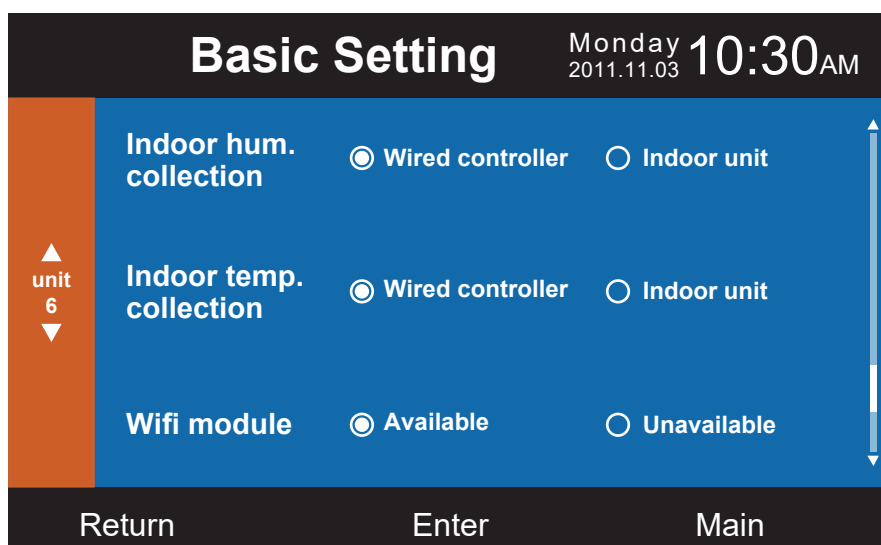 Basic Setting
Monday
2011.11.03
10:30AM
Indoor hum.
collection
Wired controller
Indoor unit
unit
6
Indoor temp.
collection
Wired controller
Indoor unit
Wifi module
Available
Unavailable
Return
Enter
Main